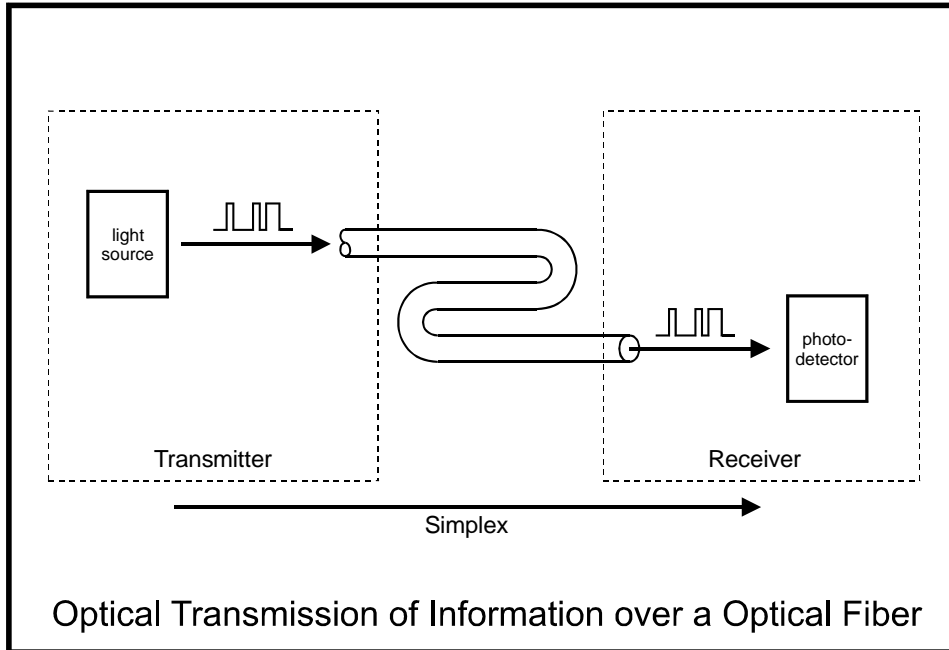 light
source
photo-
detector
Transmitter
Receiver
Simplex
Optical Transmission of Information over a Optical Fiber